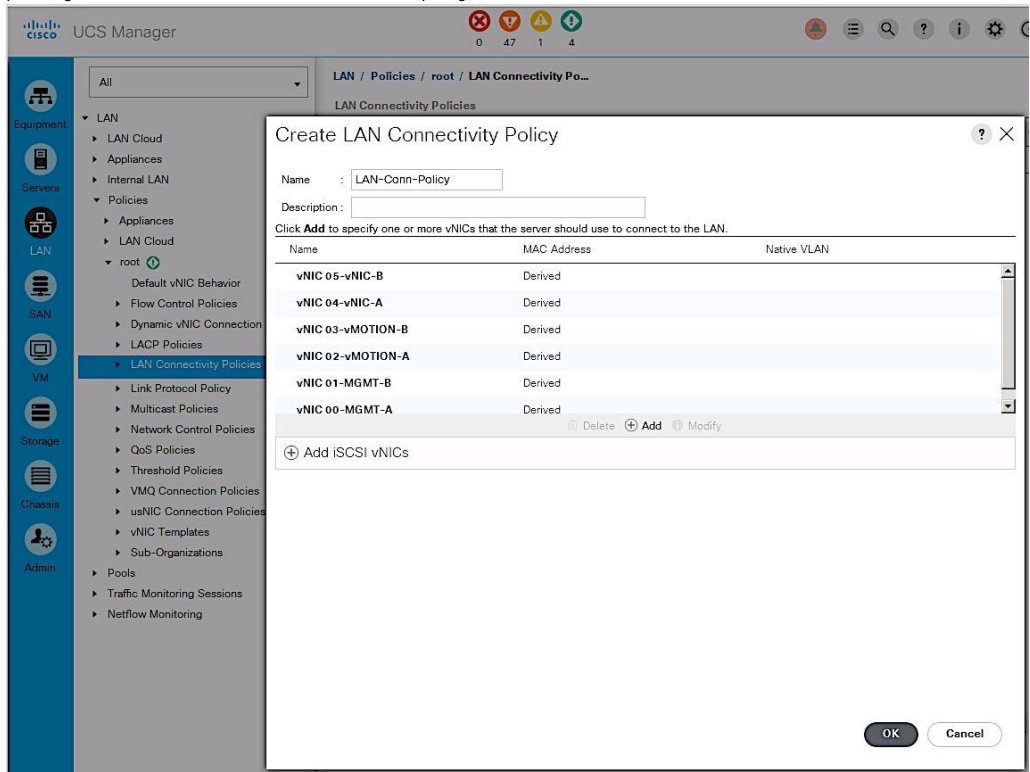 CISCO UCS Manager
0 47 1 4
All
Equipment
Servers
LAN
SAN
VM
Storage
Chassis
Admin
LAN
LAN Cloud
Appliances
Internal LAN
Policies
Appliances
LAN Cloud
root
Default vNIC Behavior
Flow Control Policies
Dynamic vNIC Connection
LACP Policies
LAN Connectivity Policies
Link Protocol Policy
Multicast Policies
Network Control Policies
QoS Policies
Threshold Policies
VMQ Connection Policies
usNIC Connection Policies
vNIC Templates
Sub-Organizations
Pools
Traffic Monitoring Sessions
Netflow Monitoring
LAN / Policies / root / LAN Connectivity Po...
LAN Connectivity Policies
Create LAN Connectivity Policy
Name : LAN-Conn-Policy
Description :
Click Add to specify one or more vNICs that the server should use to connect to the LAN.
Name MAC Address Native VLAN
vNIC 05-vNIC-B Derived
vNIC 04-vNIC-A Derived
vNIC 03-vMOTION-B Derived
vNIC 02-vMOTION-A Derived
vNIC 01-MGMT-B Derived
vNIC 00-MGMT-A Derived
Delete Add Modify
Add iSCSI vNICs
OK Cancel